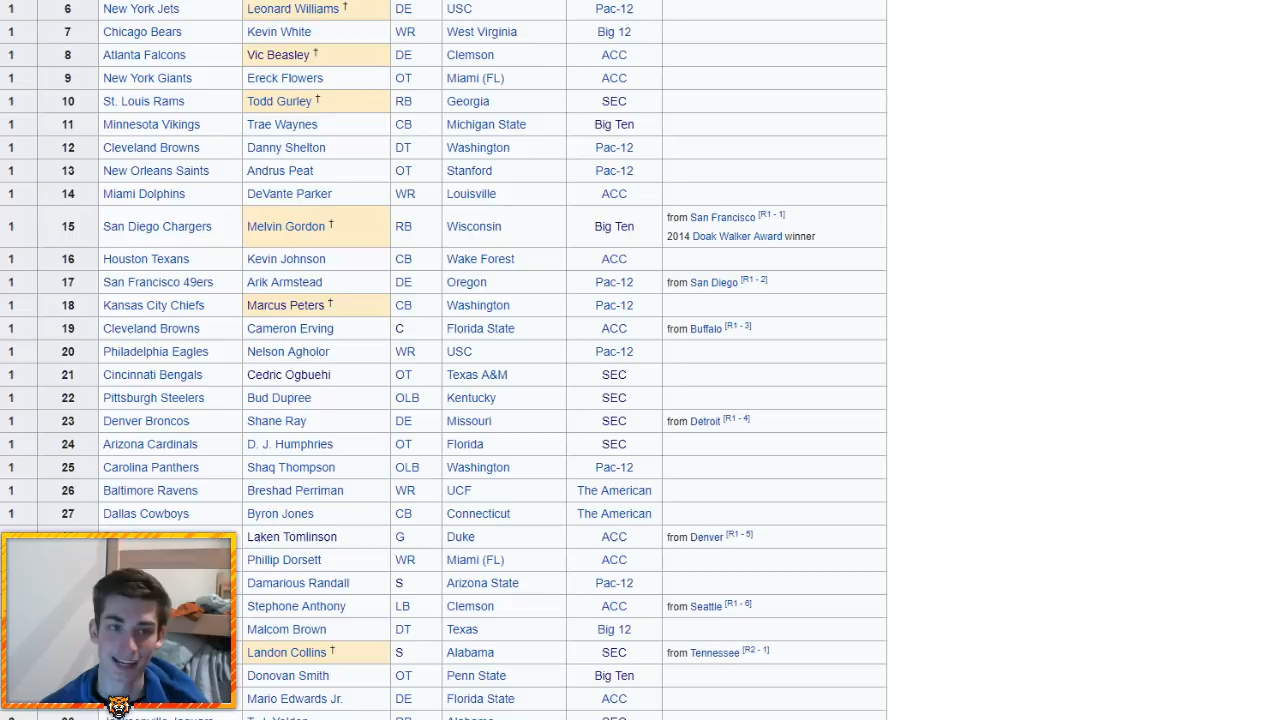 1 6 New York Jets Leonard Williams † DE USC Pac-12
1 7 Chicago Bears Kevin White WR West Virginia Big 12
1 8 Atlanta Falcons Vic Beasley † DE Clemson ACC
1 9 New York Giants Ereck Flowers OT Miami (FL) ACC
1 10 St. Louis Rams Todd Gurley † RB Georgia SEC
1 11 Minnesota Vikings Trae Waynes CB Michigan State Big Ten
1 12 Cleveland Browns Danny Shelton DT Washington Pac-12
1 13 New Orleans Saints Andrus Peat OT Stanford Pac-12
1 14 Miami Dolphins DeVante Parker WR Louisville ACC
1 15 San Diego Chargers Melvin Gordon † RB Wisconsin Big Ten from San Francisco [R1 - 1]
2014 Doak Walker Award winner
1 16 Houston Texans Kevin Johnson CB Wake Forest ACC
1 17 San Francisco 49ers Arik Armstead DE Oregon Pac-12 from San Diego [R1 - 2]
1 18 Kansas City Chiefs Marcus Peters † CB Washington Pac-12
1 19 Cleveland Browns Cameron Erving C Florida State ACC from Buffalo [R1 - 3]
1 20 Philadelphia Eagles Nelson Agholor WR USC Pac-12
1 21 Cincinnati Bengals Cedric Ogbuehi OT Texas A&M SEC
1 22 Pittsburgh Steelers Bud Dupree OLB Kentucky SEC
1 23 Denver Broncos Shane Ray DE Missouri SEC from Detroit [R1 - 4]
1 24 Arizona Cardinals D. J. Humphries OT Florida SEC
1 25 Carolina Panthers Shaq Thompson OLB Washington Pac-12
1 26 Baltimore Ravens Breshad Perriman WR UCF The American
1 27 Dallas Cowboys Byron Jones CB Connecticut The American
Laken Tomlinson G Duke ACC from Denver [R1 - 5]
Phillip Dorsett WR Miami (FL) ACC
Damarious Randall S Arizona State Pac-12
Stephone Anthony LB Clemson ACC from Seattle [R1 - 6]
Malcom Brown DT Texas Big 12
Landon Collins † S Alabama SEC from Tennessee [R2 - 1]
Donovan Smith OT Penn State Big Ten
Mario Edwards Jr. DE Florida State ACC